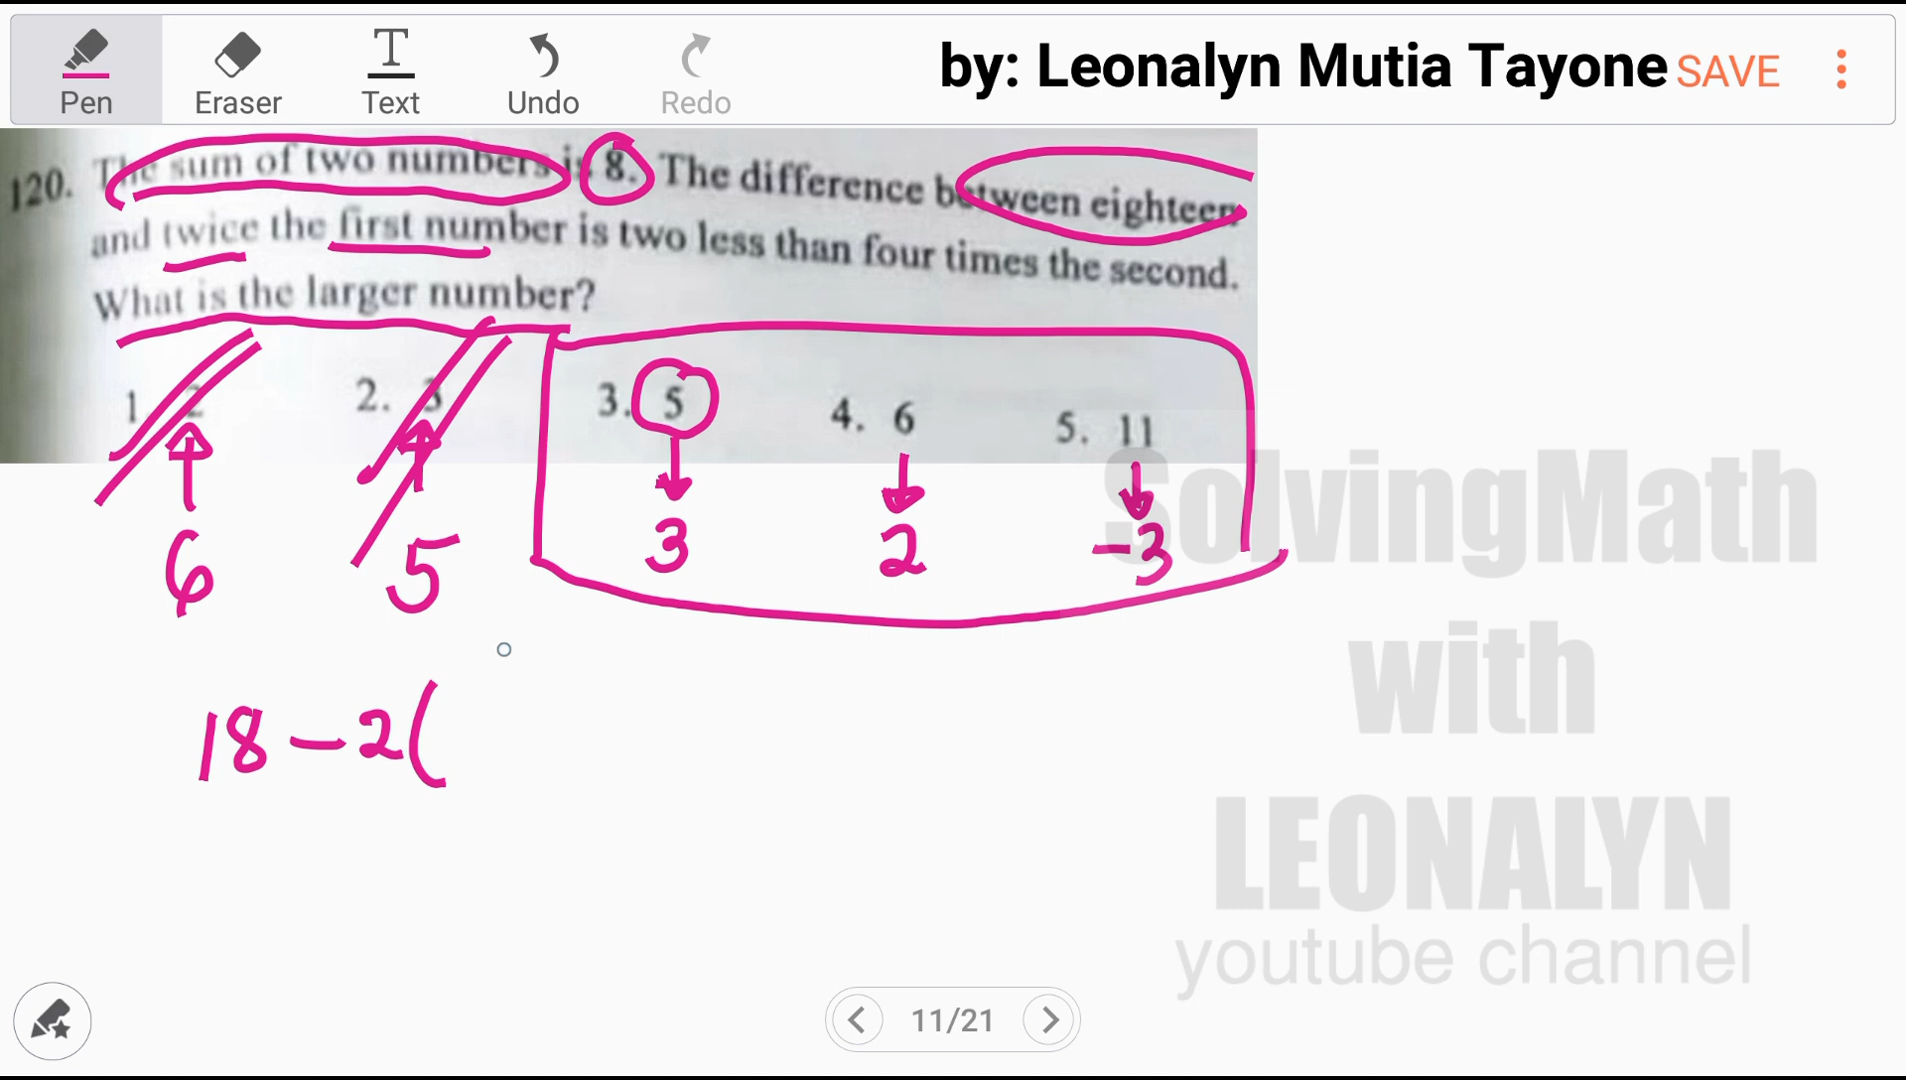 Pen
Eraser
Text
Undo
Redo
by: Leonalyn Mutia Tayone
SAVE
120. The sum of two numbers is 8. The difference between eighteen
and twice the first number is two less than four times the second.
What is the larger number?
1. 2
2. 3
3. 5
4. 6
5. 11
6
5
3
2
-3
18-2(
SolvingMath
with
LEONALYN
youtube channel
11/21